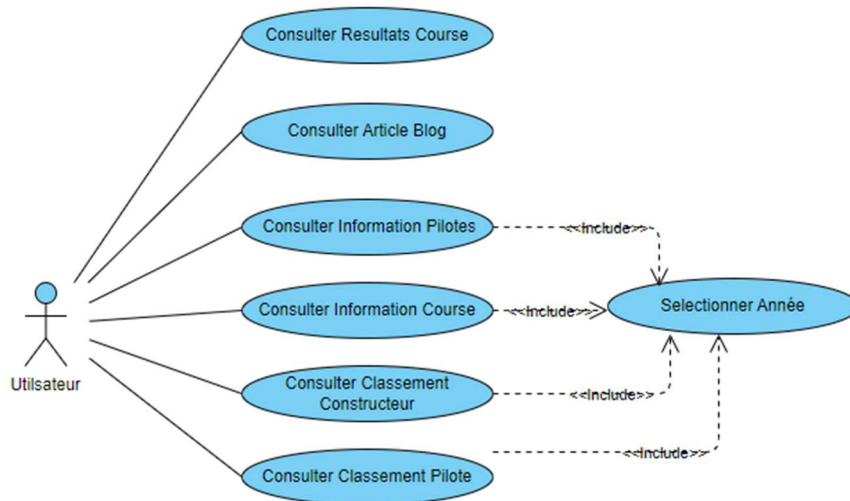 Consulter Resultats Course
Consulter Article Blog
Consulter Information Pilotes
<<Include>>
Consulter Information Course
<<Include>>
Selectionner Année
Utilsateur
Consulter Classement
Constructeur
<<Include>>
Consulter Classement Pilote
<<Include>>